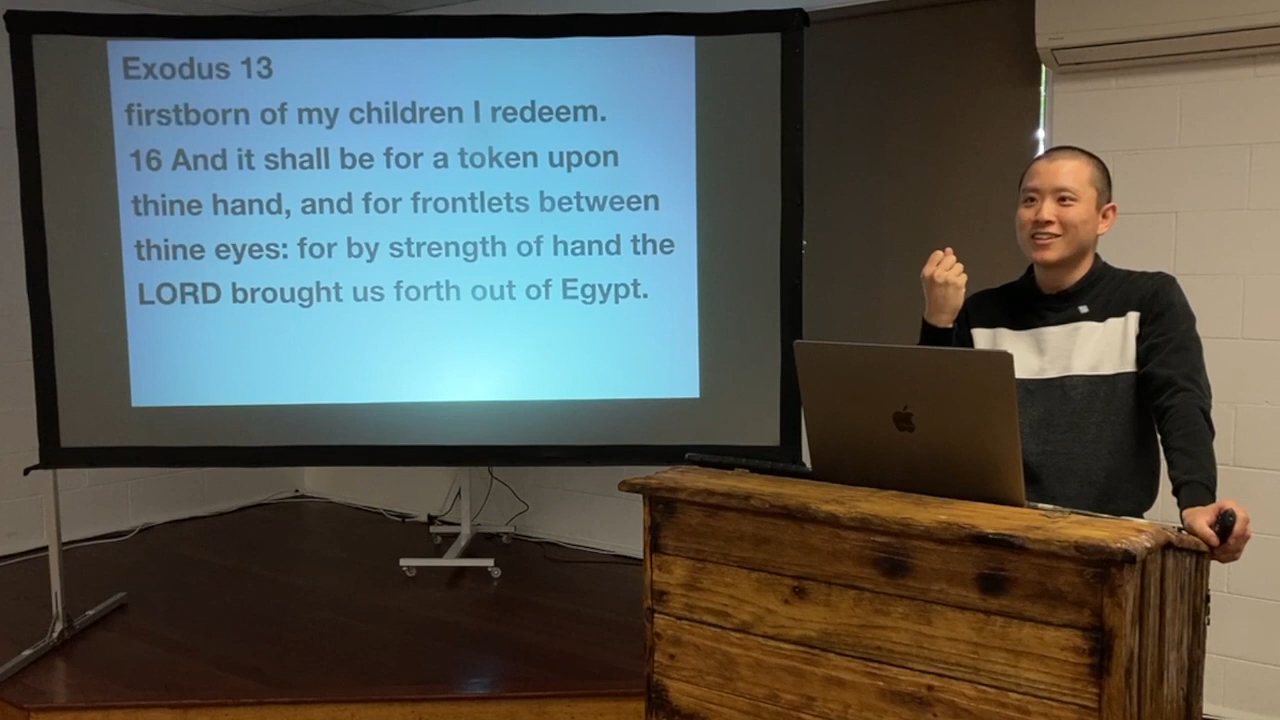 Exodus 13
firstborn of my children I redeem.
16 And it shall be for a token upon
thine hand, and for frontlets between
thine eyes: for by strength of hand the
LORD brought us forth out of Egypt.